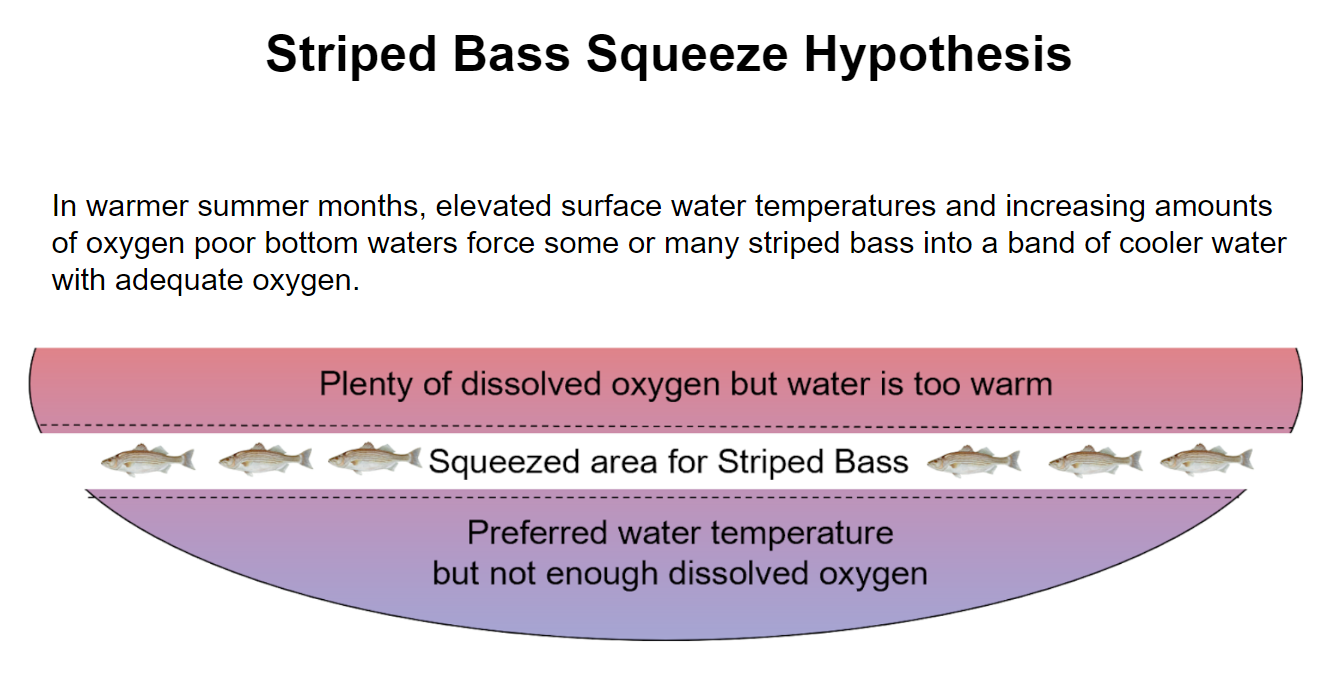 Striped Bass Squeeze Hypothesis
In warmer summer months, elevated surface water temperatures and increasing amounts
of oxygen poor bottom waters force some or many striped bass into a band of cooler water
with adequate oxygen.
Plenty of dissolved oxygen but water is too warm
Squeezed area for Striped Bass
Preferred water temperature
but not enough dissolved oxygen